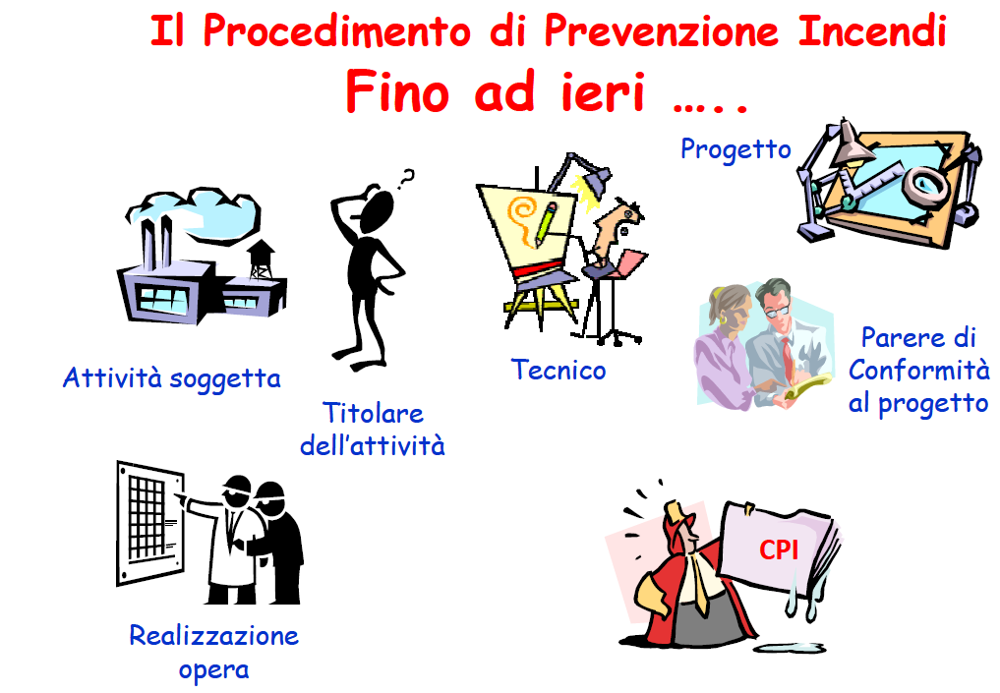 Il Procedimento di Prevenzione Incendi
Fino ad ieri …..
Progetto
?
Attività soggetta
Titolare
dell'attività
Tecnico
Parere di
Conformità
al progetto
Realizzazione
opera
CPI